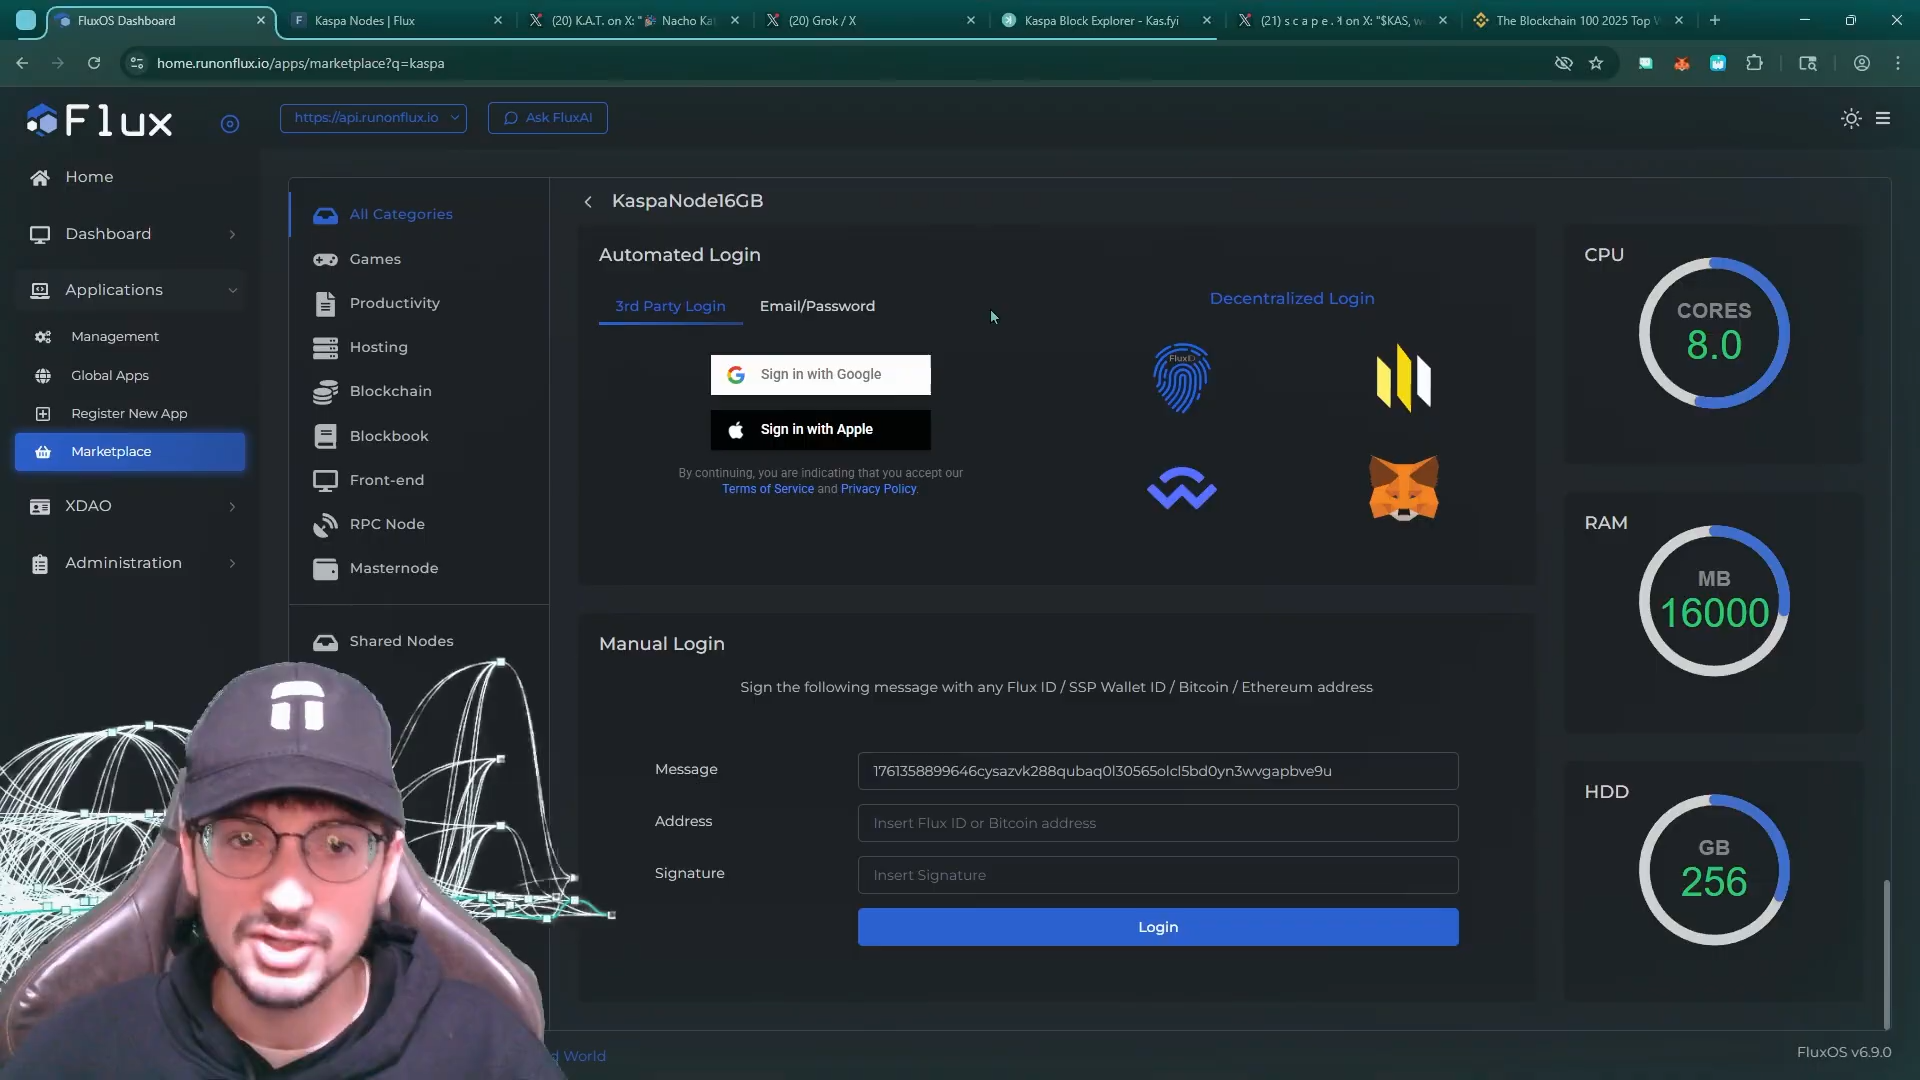 FluxOS Dashboard
Kaspa Nodes | Flux
(20) K.A.T. on X: " Nacho Ka
(20) Grok / X
Kaspa Block Explorer - Kas.fyi
on X: "$KAS, w
The Blockchain 100 2025 Top
home.runonflux.io/apps/marketplace?q=kaspa
Flux
https://api.runonflux.io
Ask FluxAI
Home
Dashboard
Applications
Management
Global Apps
Register New App
Marketplace
XDAO
Administration
All Categories
Games
Productivity
Hosting
Blockchain
Blockbook
Front-end
RPC Node
Masternode
Shared Nodes
KaspaNode16GB
Automated Login
3rd Party Login
Email/Password
Sign in with Google
Sign in with Apple
By continuing, you are indicating that you accept our
Terms of Service and Privacy Policy.
Decentralized Login
FluxID
Manual Login
Sign the following message with any Flux ID / SSP Wallet ID / Bitcoin / Ethereum address
Message
1761358899646cysazvk288qubaq0l30565olcl5bd0yn3wvgapbve9u
Address
Insert Flux ID or Bitcoin address
Signature
Insert Signature
Login
CPU
CORES
8.0
RAM
MB
16000
HDD
GB
256
d World
FluxOS v6.9.0